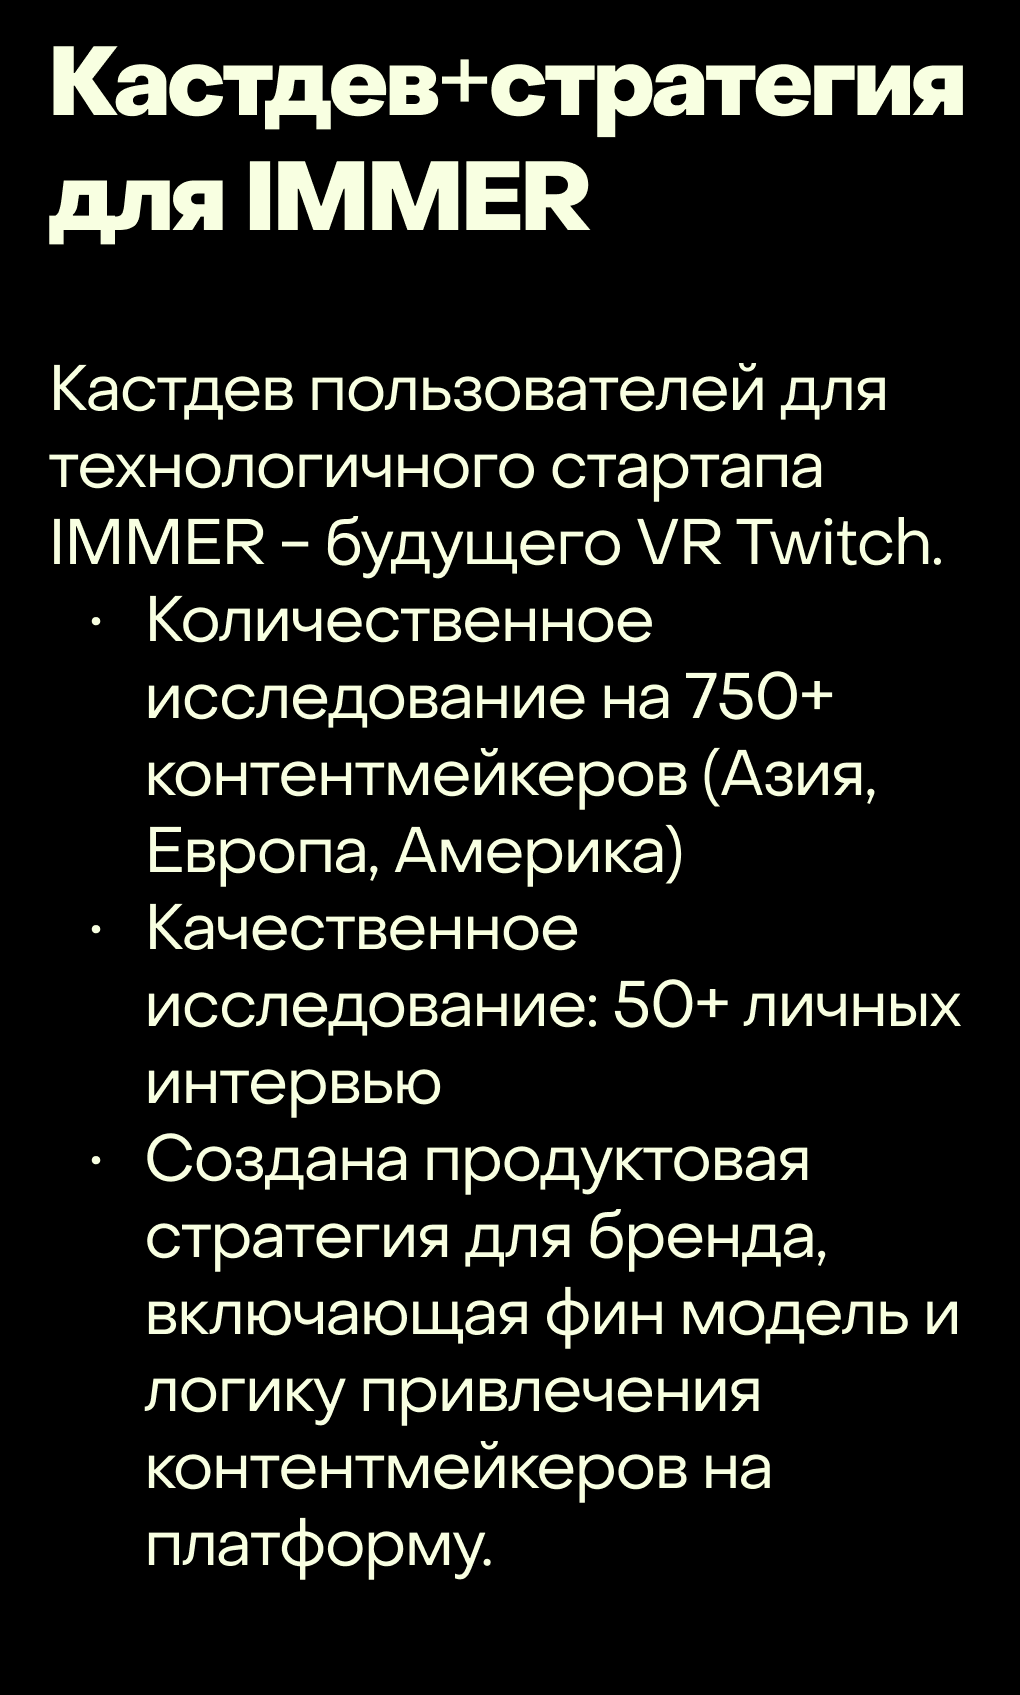 Кастдев+стратегия
для IMMER
Кастдев пользователей для
технологичного стартапа
IMMER – будущего VR Twitch.
· Количественное
исследование на 750+
контентмейкеров (Азия,
Европа, Америка)
· Качественное
исследование: 50+ личных
интервью
· Создана продуктовая
стратегия для бренда,
включающая фин модель и
логику привлечения
контентмейкеров на
платформу.